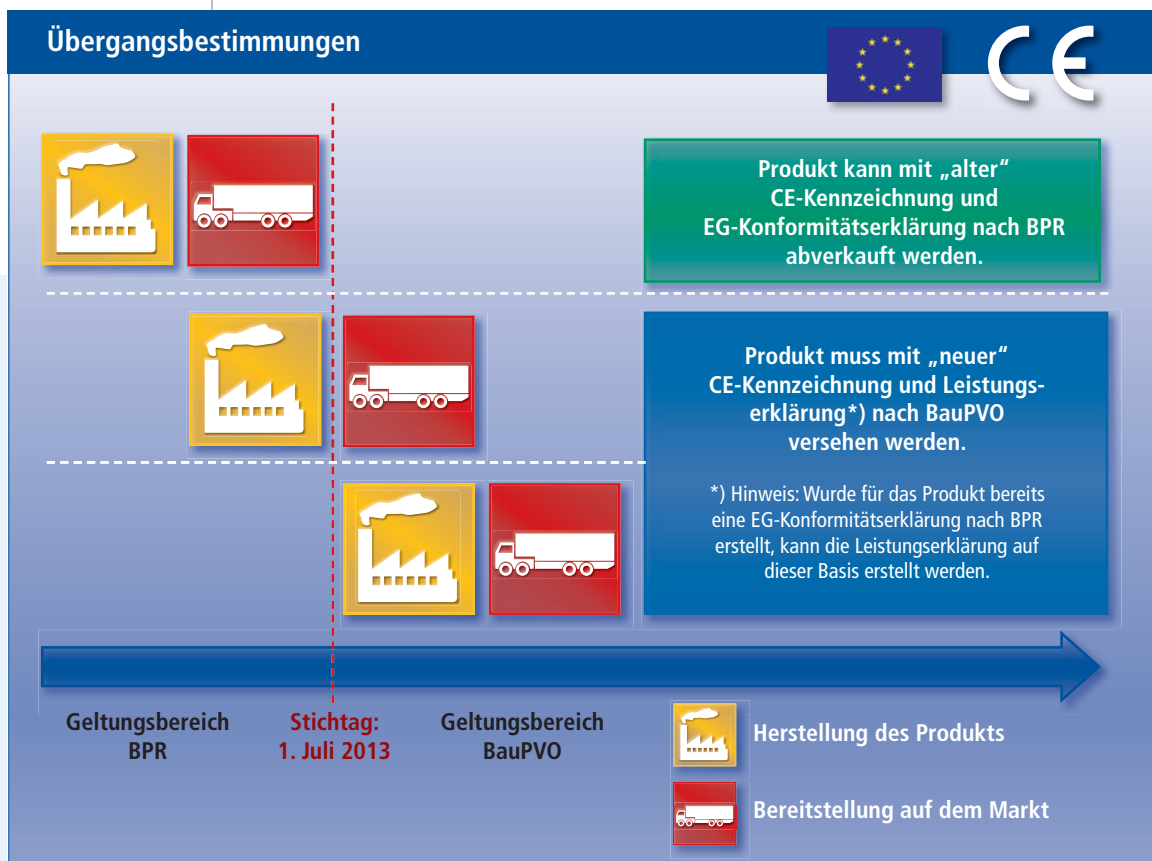 Übergangsbestimmungen
CE
Produkt kann mit „alter“
CE-Kennzeichnung und
EG-Konformitätserklärung nach BPR
abverkauft werden.
Produkt muss mit „neuer“
CE-Kennzeichnung und Leistungs-
erklärung*) nach BauPVO
versehen werden.
*) Hinweis: Wurde für das Produkt bereits
eine EG-Konformitätserklärung nach BPR
erstellt, kann die Leistungserklärung auf
dieser Basis erstellt werden.
Geltungsbereich
BPR
Stichtag:
1. Juli 2013
Geltungsbereich
BauPVO
Herstellung des Produkts
Bereitstellung auf dem Markt